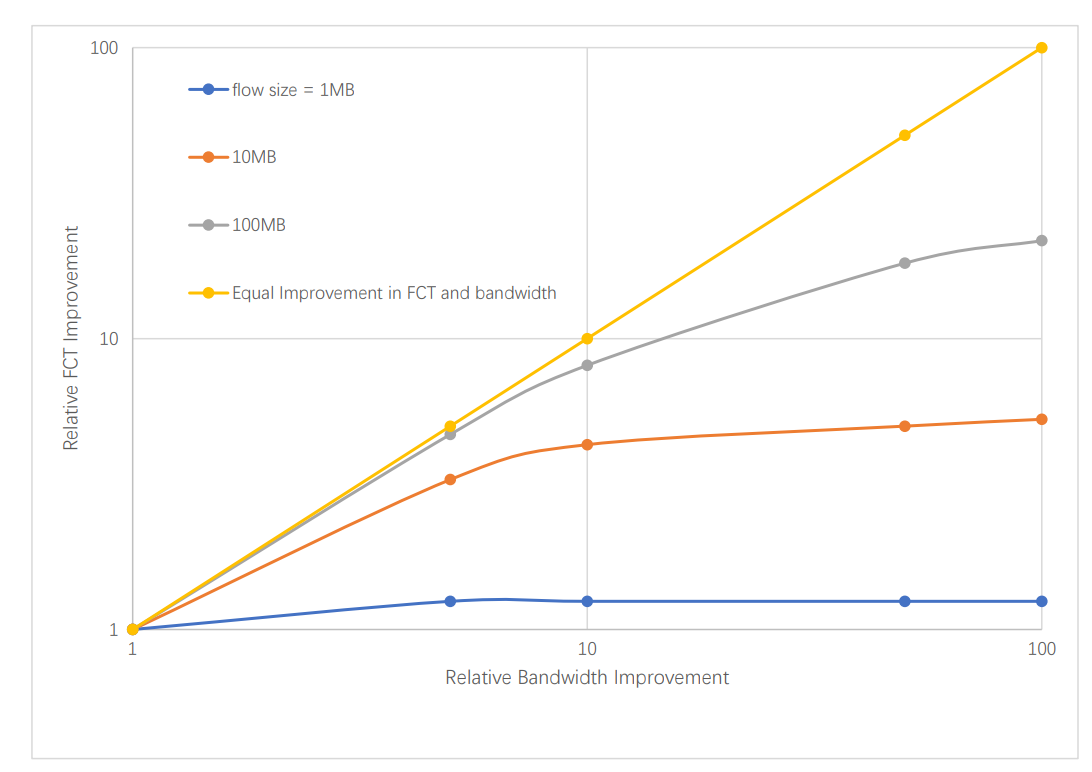 100
flow size = 1MB
10MB
100MB
Equal Improvement in FCT and bandwidth
Relative FCT Improvement
10
1
1 10 100
Relative Bandwidth Improvement